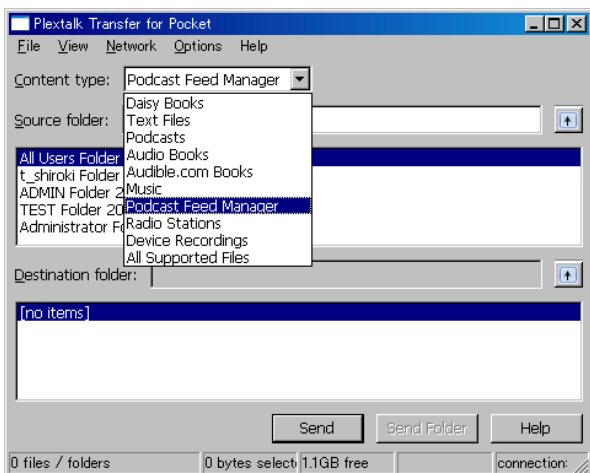 Plextalk Transfer for Pocket
File View Network Options Help
Content type: Podcast Feed Manager
Daisy Books
Text Files
Podcasts
Audio Books
Audible.com Books
Music
Podcast Feed Manager
Radio Stations
Device Recordings
All Supported Files
Source folder:
All Users Folder
t_shiroki Folder
ADMIN Folder 2
TEST Folder 20
Administrator Fo
Destination folder:
[no items]
Send Send Folder Help
0 files / folders 0 bytes select 1.1GB free connection: